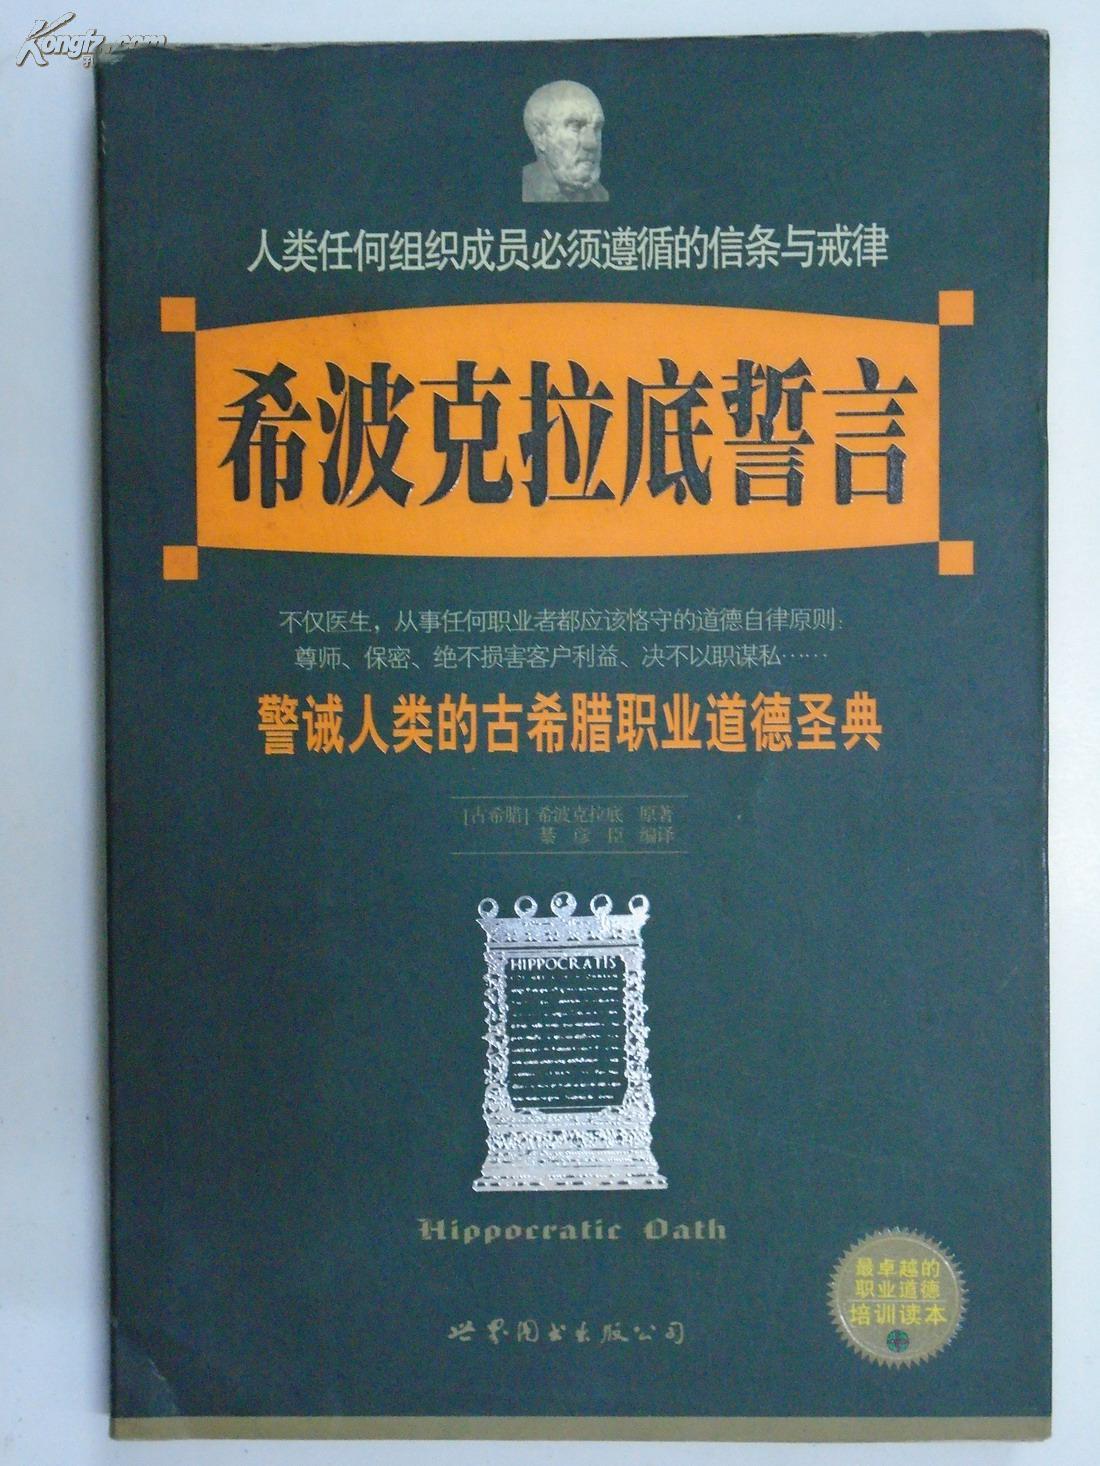 Kongfz.com
人类任何组织成员必须遵循的信条与戒律
希波克拉底誓言
不仅医生，从事任何职业者都应该恪守的道德自律原则：
尊师、保密、绝不损害客户利益、决不以职谋私……
警诫人类的古希腊职业道德圣典
[古希腊] 希波克拉底 原著
綦彦臣 编译
HIPPOCRATIS
Hippocratic Oath
最卓越的
职业道德
培训读本
世界图书出版公司